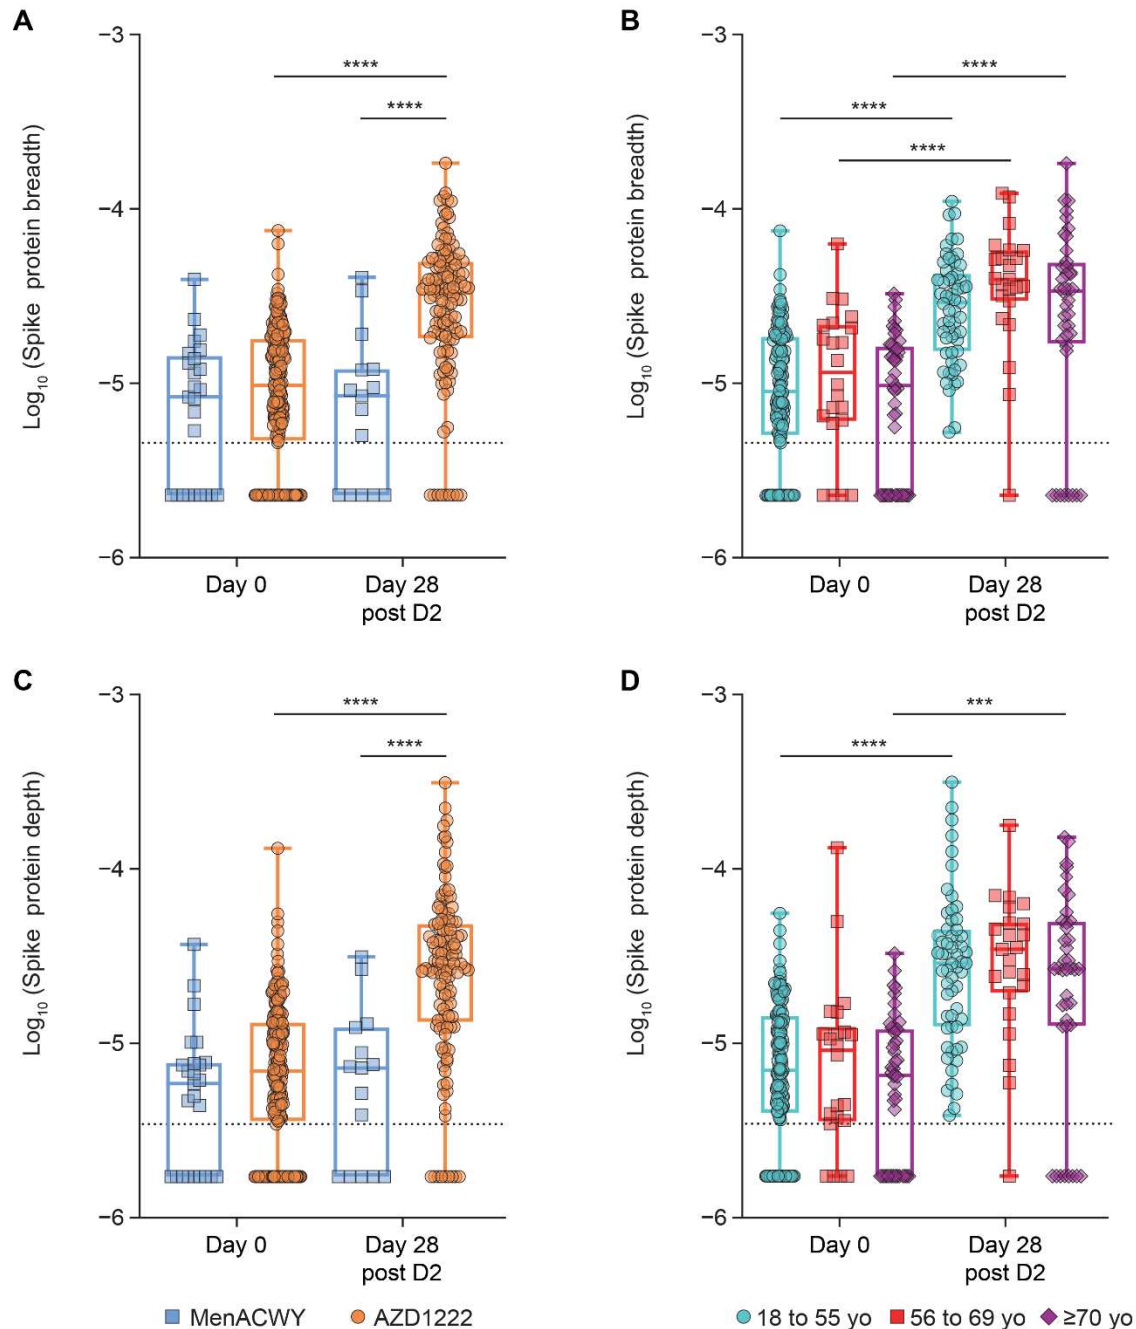 A
−3
−4
−5
−6
Log₁₀ (Spike protein breadth)
****
****
Day 0
Day 28
post D2
B
−3
−4
−5
−6
Log₁₀ (Spike protein breadth)
****
****
****
Day 0
Day 28
post D2
C
−3
−4
−5
−6
Log₁₀ (Spike protein depth)
****
****
Day 0
Day 28
post D2
MenACWY AZD1222
D
−3
−4
−5
−6
Log₁₀ (Spike protein depth)
***
****
Day 0
Day 28
post D2
18 to 55 yo 56 to 69 yo ≥70 yo